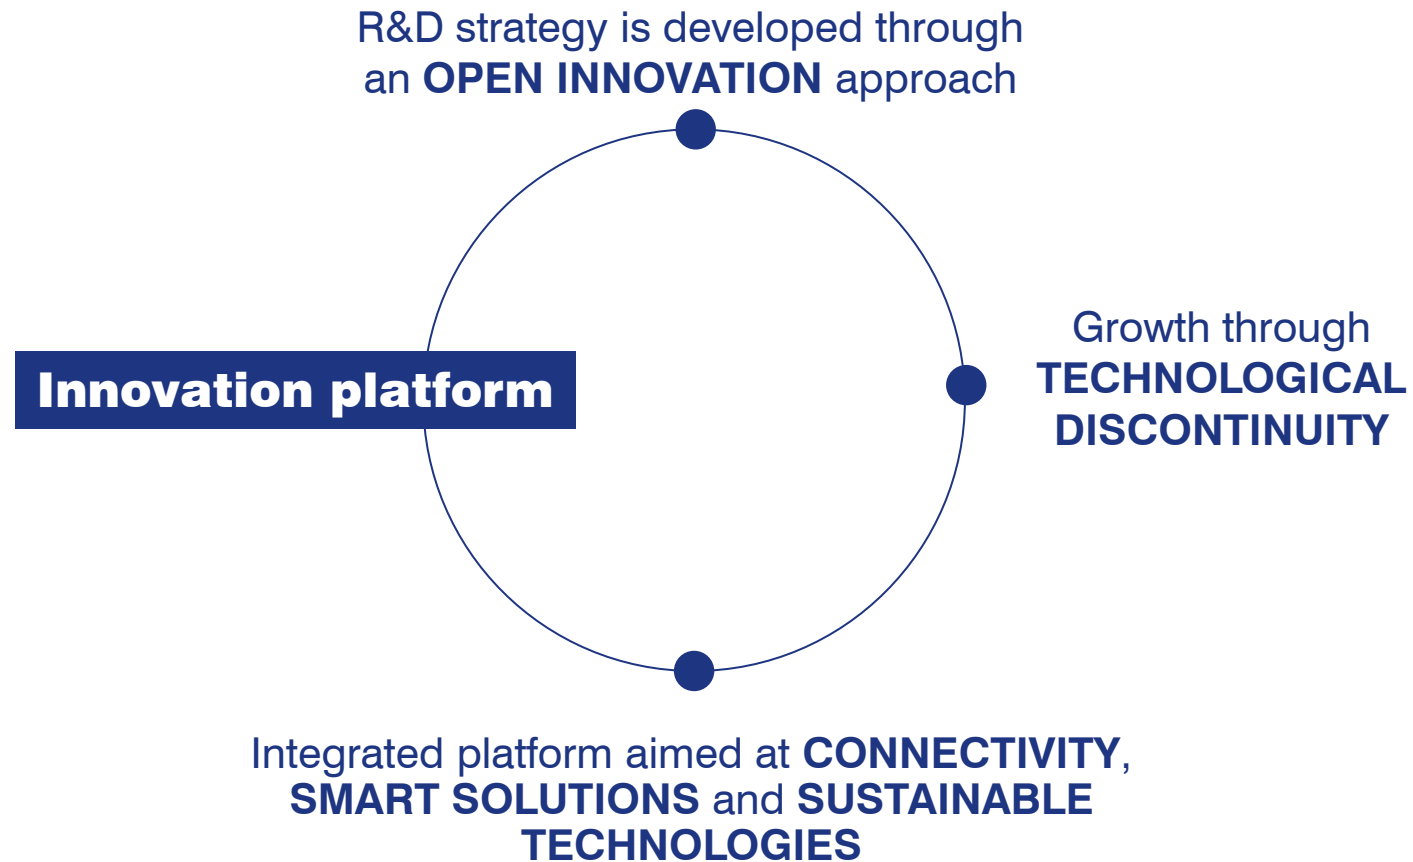 R&D strategy is developed through
an OPEN INNOVATION approach
Innovation platform
Growth through
TECHNOLOGICAL
DISCONTINUITY
Integrated platform aimed at CONNECTIVITY,
SMART SOLUTIONS and SUSTAINABLE
TECHNOLOGIES